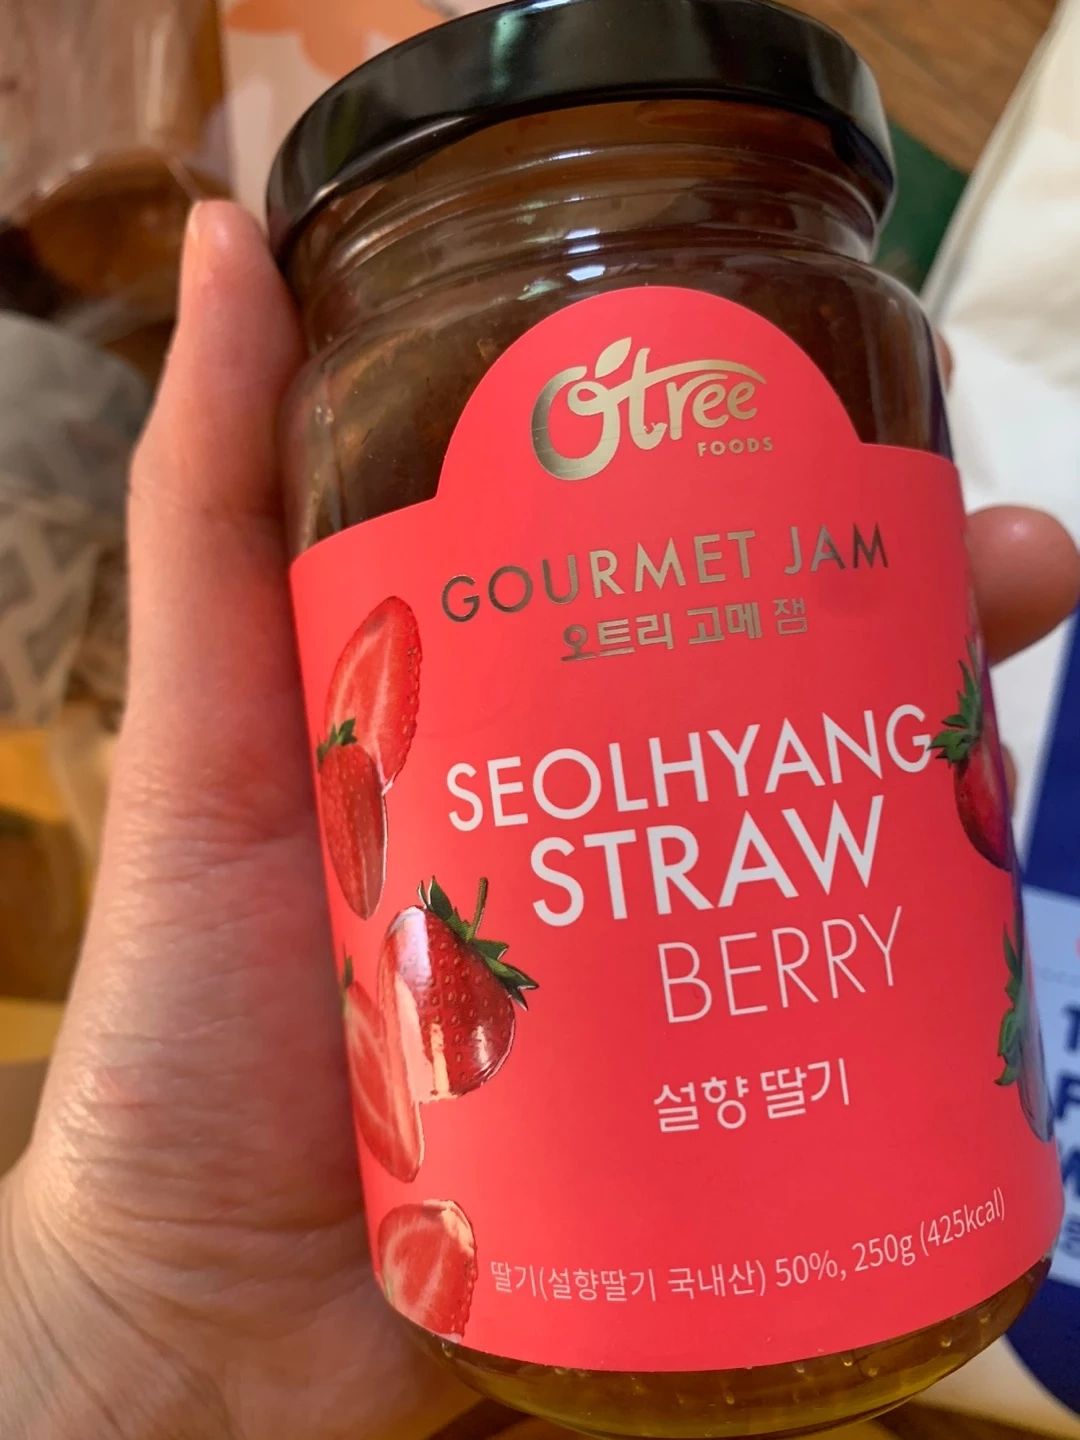 Otree
FOODS
GOURMET JAM
오트리 고메 잼
SEOLHYANG
STRAW
BERRY
설향 딸기
딸기(설향딸기 국내산) 50%, 250g (425kcal)